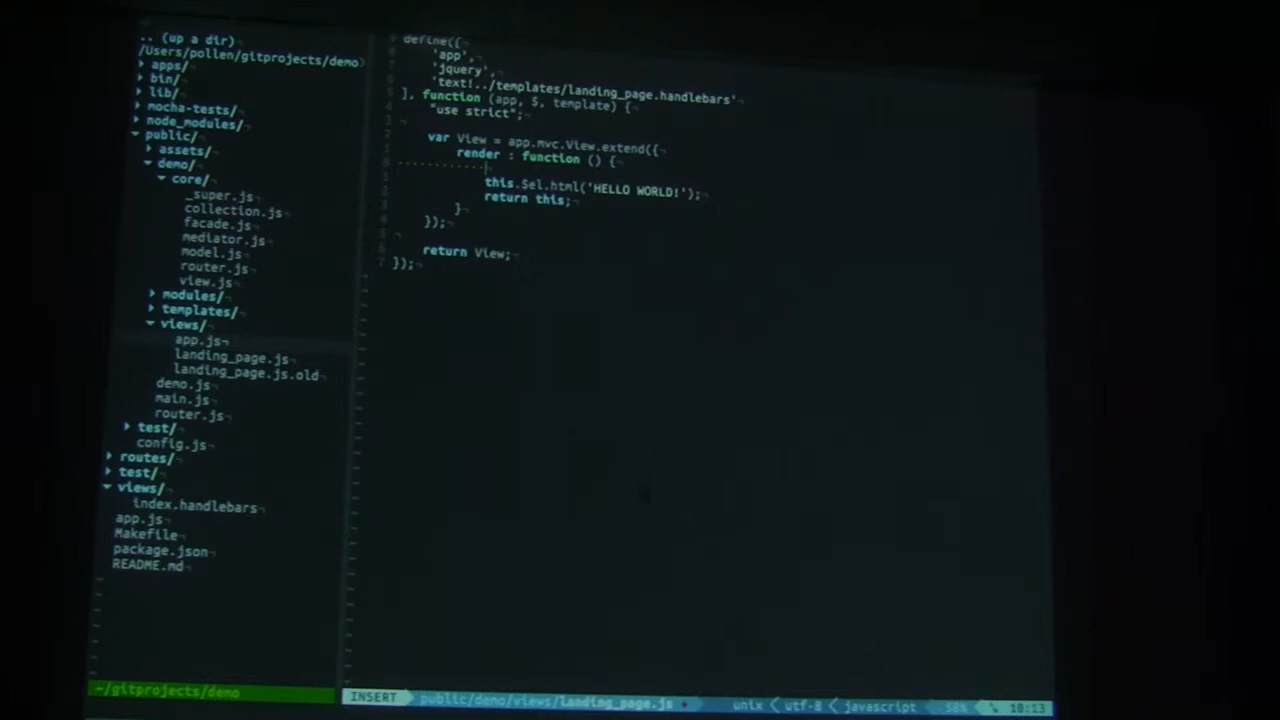 .. (up a dir)
/Users/pollen/gitprojects/demo
apps/
bin/
lib/
mocha-tests/
node_modules/
public/
assets/
demo/
core/
_super.js
collection.js
facade.js
mediator.js
model.js
router.js
view.js
modules/
templates/
views/
app.js
landing_page.js
landing_page.js.old
demo.js
main.js
router.js
test/
config.js
routes/
test/
views/
index.handlebars
app.js
Makefile
package.json
README.md
~/gitprojects/demo
define([
'app',
'jquery',
'text!../templates/landing_page.handlebars'
], function (app, $, template) {
"use strict";
var View = app.mvc.View.extend({
render : function () {
this.$el.html('HELLO WORLD!');
return this;
}
});
return View;
});
INSERT public/demo/views/landing_page.js unix utf-8 javascript 58% 10:13